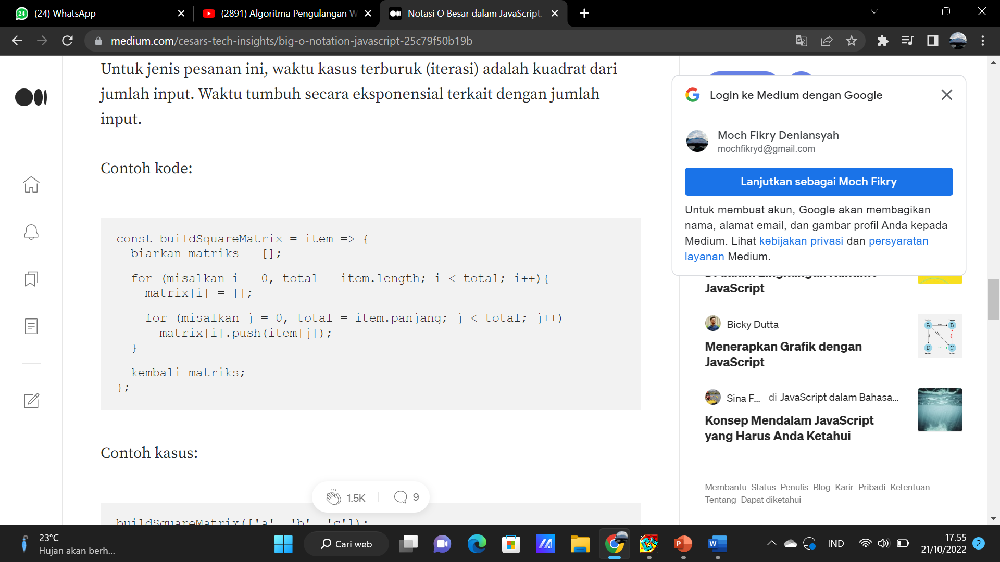 (24) WhatsApp
(2891) Algoritma Pengulangan W
Notasi O Besar dalam JavaScript.
medium.com/cesars-tech-insights/big-o-notation-javascript-25c79f50b19b
Untuk jenis pesanan ini, waktu kasus terburuk (iterasi) adalah kuadrat dari
jumlah input. Waktu tumbuh secara eksponensial terkait dengan jumlah
input.
Contoh kode:
const buildSquareMatrix = item => {
biarkan matriks = [];
for (misalkan i = 0, total = item.length; i < total; i++){
matrix[i] = [];
for (misalkan j = 0, total = item.panjang; j < total; j++)
matrix[i].push(item[j]);
}
kembali matriks;
};
Contoh kasus:
1.5K
9
buildSquareMatrix(['a', 'b', 'c']);
Login ke Medium dengan Google
Moch Fikry Deniansyah
mochfikryd@gmail.com
Lanjutkan sebagai Moch Fikry
Untuk membuat akun, Google akan membagikan
nama, alamat email, dan gambar profil Anda kepada
Medium. Lihat kebijakan privasi dan persyaratan
layanan Medium.
DI dalam Lingkungan Runtime
JavaScript
Bicky Dutta
Menerapkan Grafik dengan
JavaScript
A
B
D
C
Sina F... di JavaScript dalam Bahasa...
Konsep Mendalam JavaScript
yang Harus Anda Ketahui
Membantu Status Penulis Blog Karir Pribadi Ketentuan
Tentang Dapat diketahui
23°C
Hujan akan berh...
Cari web
IND
17.55
21/10/2022
2